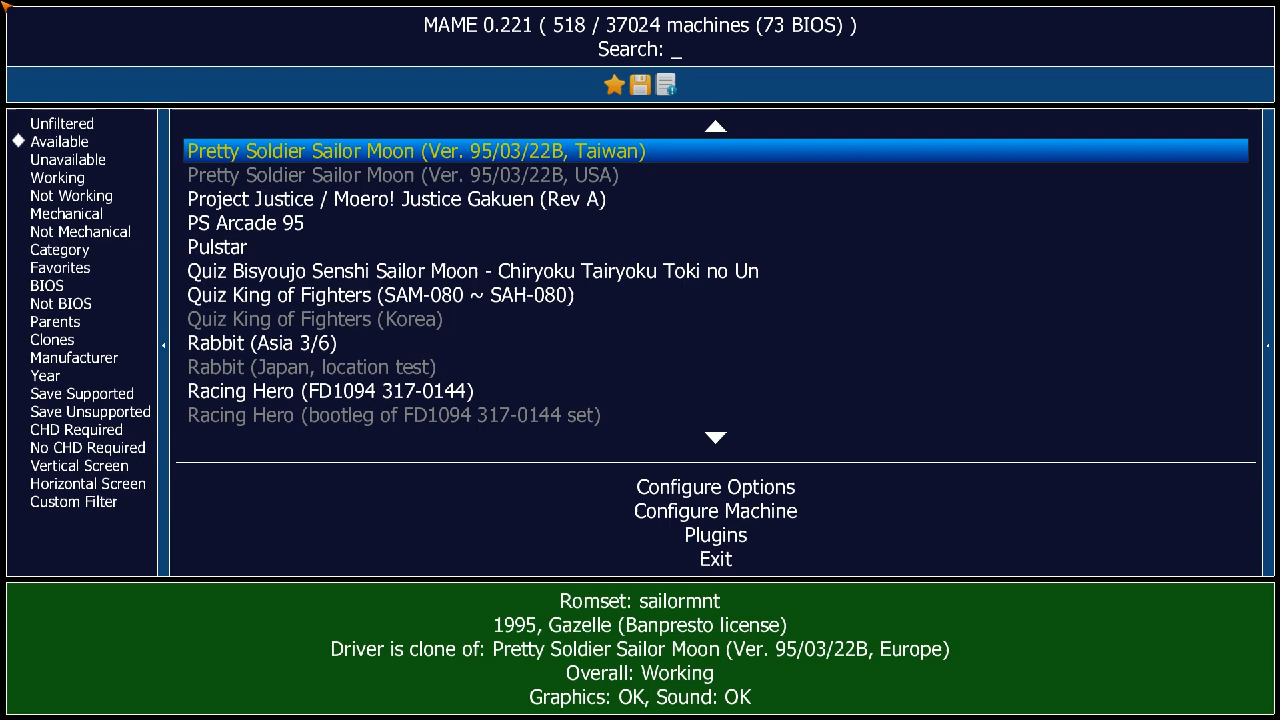 MAME 0.221 ( 518 / 37024 machines (73 BIOS) )
Search: _
Unfiltered
Available
Unavailable
Working
Not Working
Mechanical
Not Mechanical
Category
Favorites
BIOS
Not BIOS
Parents
Clones
Manufacturer
Year
Save Supported
Save Unsupported
CHD Required
No CHD Required
Vertical Screen
Horizontal Screen
Custom Filter
Pretty Soldier Sailor Moon (Ver. 95/03/22B, Taiwan)
Pretty Soldier Sailor Moon (Ver. 95/03/22B, USA)
Project Justice / Moero! Justice Gakuen (Rev A)
PS Arcade 95
Pulstar
Quiz Bisyoujo Senshi Sailor Moon - Chiryoku Tairyoku Toki no Un
Quiz King of Fighters (SAM-080 ~ SAH-080)
Quiz King of Fighters (Korea)
Rabbit (Asia 3/6)
Rabbit (Japan, location test)
Racing Hero (FD1094 317-0144)
Racing Hero (bootleg of FD1094 317-0144 set)
Configure Options
Configure Machine
Plugins
Exit
Romset: sailormnt
1995, Gazelle (Banpresto license)
Driver is clone of: Pretty Soldier Sailor Moon (Ver. 95/03/22B, Europe)
Overall: Working
Graphics: OK, Sound: OK